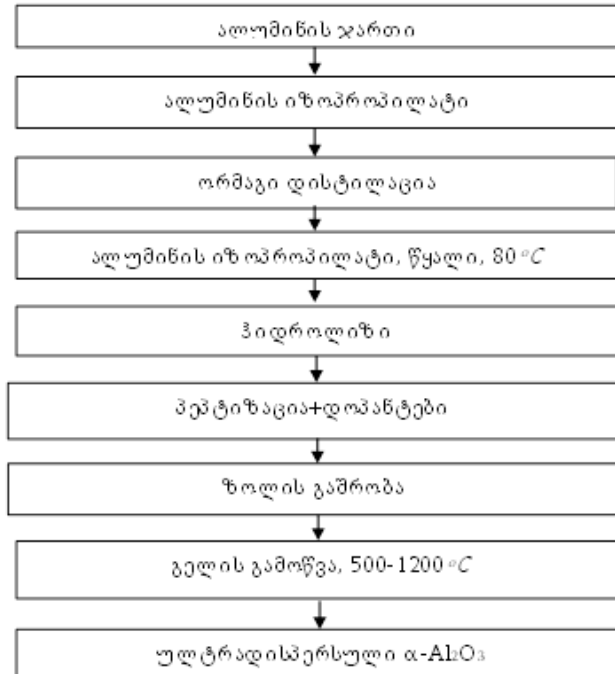 ალუმინის ჯართი
ალუმინის იზოპროპილატი
ორმაგი დისტილაცია
ალუმინის იზოპროპილატი, წყალი, 80 °C
ჰიდროლიზი
პეპტიზაცია+დოპანტები
ზოლის გაშრობა
გელის გამოწვა, 500-1200 °C
ულტრადისპერსული α-Al₂O₃